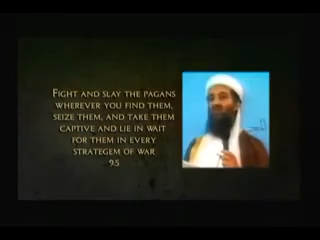 FIGHT AND SLAY THE PAGANS
WHEREVER YOU FIND THEM,
SEIZE THEM, AND TAKE THEM
CAPTIVE AND LIE IN WAIT
FOR THEM IN EVERY
STRATEGEM OF WAR
9.5